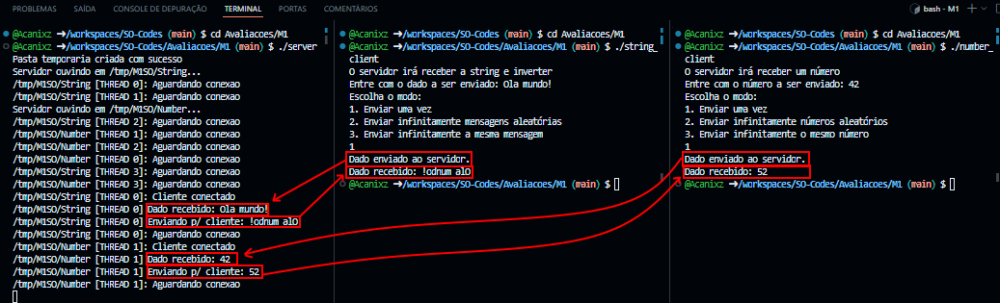 PROBLEMAS SAÍDA CONSOLE DE DEPURAÇÃO TERMINAL PORTAS COMENTÁRIOS
bash - M1
@Acanixz ➜/workspaces/SO-Codes (main) $ cd Avaliacoes/M1
@Acanixz ➜/workspaces/SO-Codes/Avaliacoes/M1 (main) $ ./server
Pasta temporaria criada com sucesso
Servidor ouvindo em /tmp/M1SO/String...
/tmp/M1SO/String [THREAD 0]: Aguardando conexao
/tmp/M1SO/String [THREAD 1]: Aguardando conexao
Servidor ouvindo em /tmp/M1SO/Number...
/tmp/M1SO/String [THREAD 2]: Aguardando conexao
/tmp/M1SO/Number [THREAD 1]: Aguardando conexao
/tmp/M1SO/Number [THREAD 2]: Aguardando conexao
/tmp/M1SO/Number [THREAD 0]: Aguardando conexao
/tmp/M1SO/String [THREAD 3]: Aguardando conexao
/tmp/M1SO/Number [THREAD 3]: Aguardando conexao
/tmp/M1SO/String [THREAD 0]: Cliente conectado
/tmp/M1SO/String [THREAD 0] Dado recebido: Ola mundo!
/tmp/M1SO/String [THREAD 0] Enviando p/ cliente: !odnum alO
/tmp/M1SO/String [THREAD 0]: Aguardando conexao
/tmp/M1SO/Number [THREAD 1]: Cliente conectado
/tmp/M1SO/Number [THREAD 1] Dado recebido: 42
/tmp/M1SO/Number [THREAD 1] Enviando p/ cliente: 52
/tmp/M1SO/Number [THREAD 1]: Aguardando conexao
@Acanixz ➜/workspaces/SO-Codes (main) $ cd Avaliacoes/M1
@Acanixz ➜/workspaces/SO-Codes/Avaliacoes/M1 (main) $ ./string_
client
O servidor irá receber a string e inverter
Entre com o dado a ser enviado: Ola mundo!
Escolha o modo:
1. Enviar uma vez
2. Enviar infinitamente mensagens aleatórias
3. Enviar infinitamente a mesma mensagem
1
Dado enviado ao servidor.
Dado recebido: !odnum alO
@Acanixz ➜/workspaces/SO-Codes/Avaliacoes/M1 (main) $
@Acanixz ➜/workspaces/SO-Codes (main) $ cd Avaliacoes/M1
@Acanixz ➜/workspaces/SO-Codes/Avaliacoes/M1 (main) $ ./number_
client
O servidor irá receber um número
Entre com o número a ser enviado: 42
Escolha o modo:
1. Enviar uma vez
2. Enviar infinitamente números aleatórios
3. Enviar infinitamente o mesmo número
1
Dado enviado ao servidor.
Dado recebido: 52
@Acanixz ➜/workspaces/SO-Codes/Avaliacoes/M1 (main) $